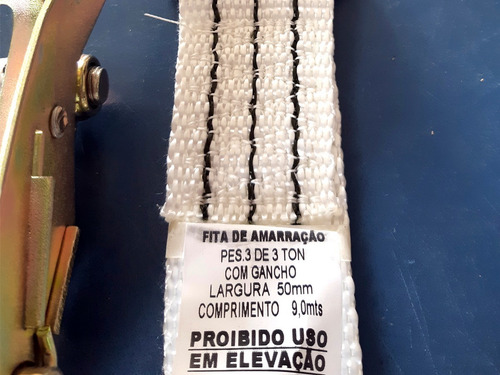 FITA DE AMARRAÇÃO
PES.3 DE 3 TON
COM GANCHO
LARGURA 50mm
COMPRIMENTO 9,0mts
PROIBIDO USO
EM ELEVAÇÃO